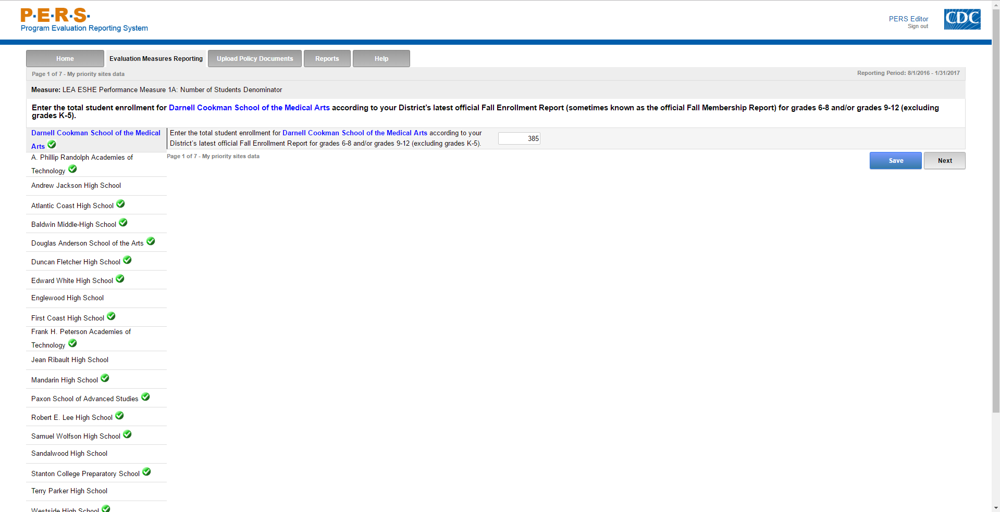 P·E·R·S·
Program Evaluation Reporting System
PERS Editor
Sign out
CDC
Home
Evaluation Measures Reporting
Upload Policy Documents
Reports
Help
Page 1 of 7 - My priority sites data
Reporting Period: 8/1/2016 - 1/31/2017
Measure: LEA ESHE Performance Measure 1A: Number of Students Denominator
Enter the total student enrollment for Darnell Cookman School of the Medical Arts according to your District's latest official Fall Enrollment Report (sometimes known as the official Fall Membership Report) for grades 6-8 and/or grades 9-12 (excluding
grades K-5).
Darnell Cookman School of the Medical
Arts
Enter the total student enrollment for Darnell Cookman School of the Medical Arts according to your
District's latest official Fall Enrollment Report for grades 6-8 and/or grades 9-12 (excluding grades K-5).
385
Page 1 of 7 - My priority sites data
Save
Next
A. Phillip Randolph Academies of
Technology
Andrew Jackson High School
Atlantic Coast High School
Baldwin Middle-High School
Douglas Anderson School of the Arts
Duncan Fletcher High School
Edward White High School
Englewood High School
First Coast High School
Frank H. Peterson Academies of
Technology
Jean Ribault High School
Mandarin High School
Paxon School of Advanced Studies
Robert E. Lee High School
Samuel Wolfson High School
Sandalwood High School
Stanton College Preparatory School
Terry Parker High School
Westside High School